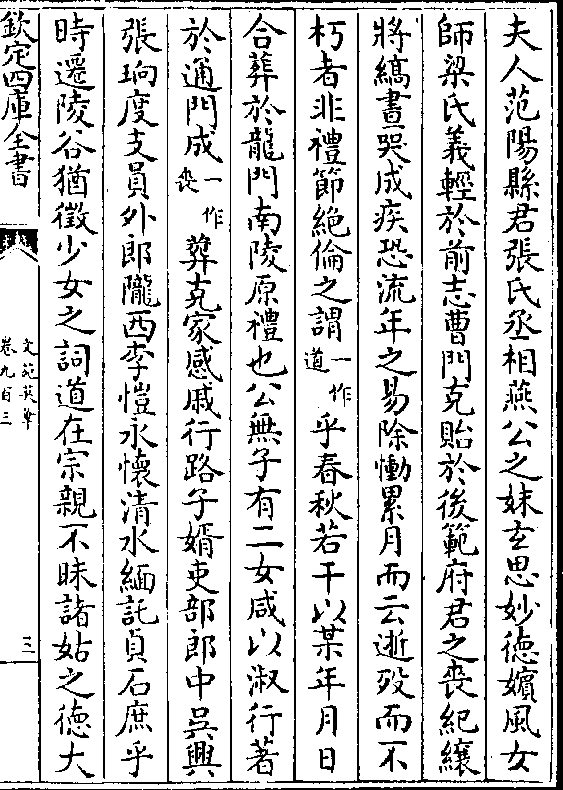 夫人范陽縣君張氏丞相燕公之妹玄思妙徳嬪風女
師梁氏義輕於前志曹門克貽於後範府君之喪紀纕
將縞晝哭成疾恐流年之易除慟累月而云逝殁而不
朽者非禮節絶倫之謂一作道乎春秋若干以某年月日
合葬於龍門南陵原禮也公無子有二女咸以淑行著
於通門成一作喪葬克家感戚行路子婿吏部郎中吳興
張珦度支員外郎隴西李愷永懐清水緬託貞石庶乎
時遷陵谷猶徴少女之詞道在宗親不昧諸姑之徳大
欽定四庫全書
文苑英華
卷九百三
三